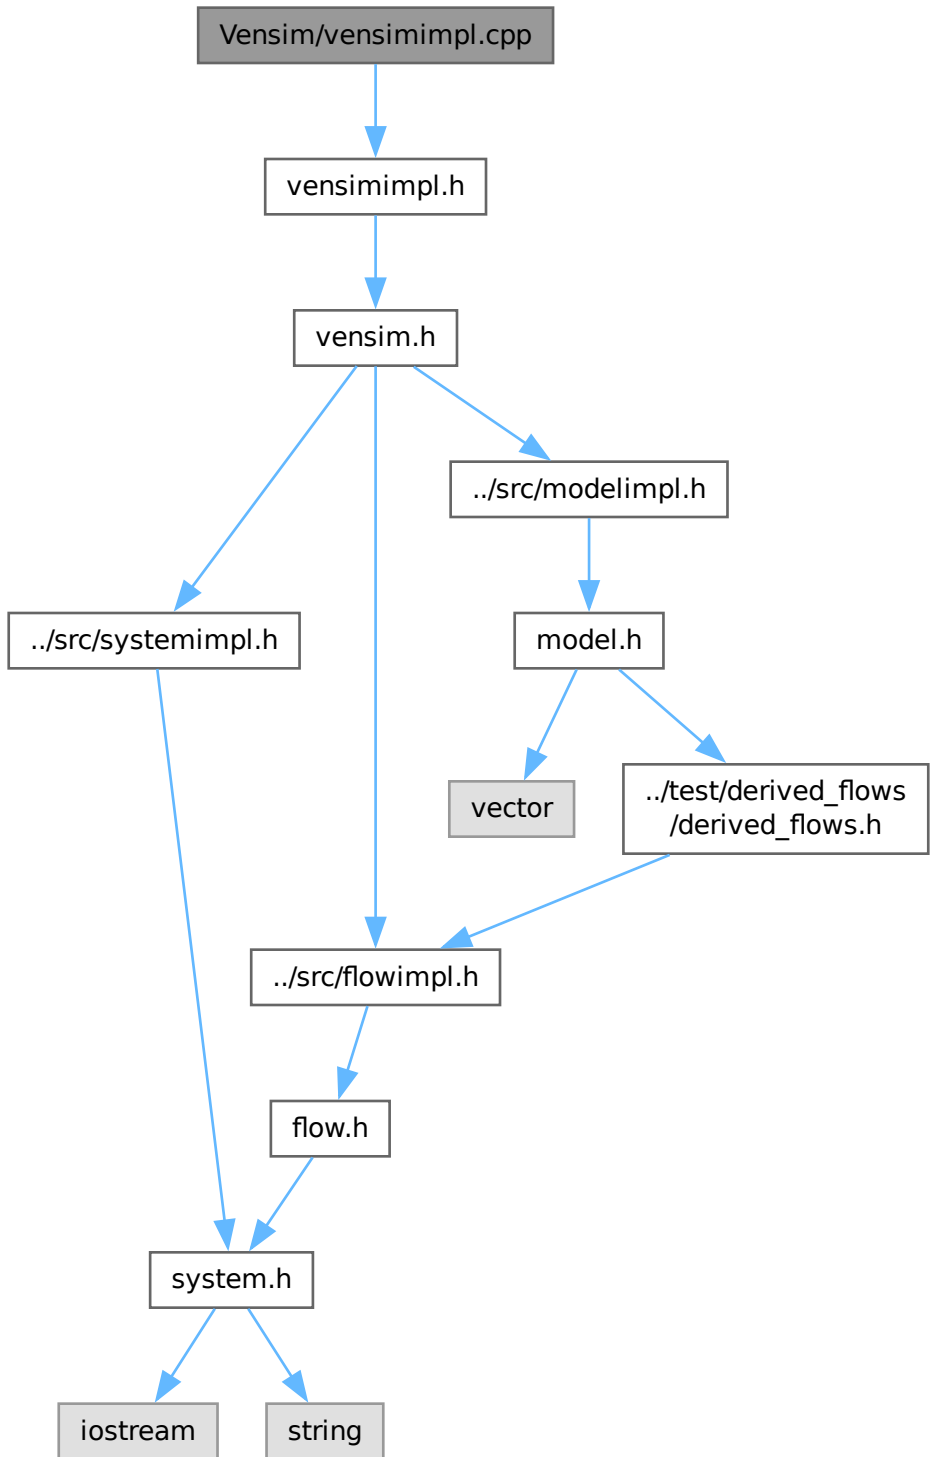 Vensim/vensimimpl.cpp
vensimimpl.h
vensim.h
../src/modelimpl.h
../src/systemimpl.h
model.h
vector
../test/derived_flows
/derived_flows.h
../src/flowimpl.h
flow.h
system.h
iostream
string